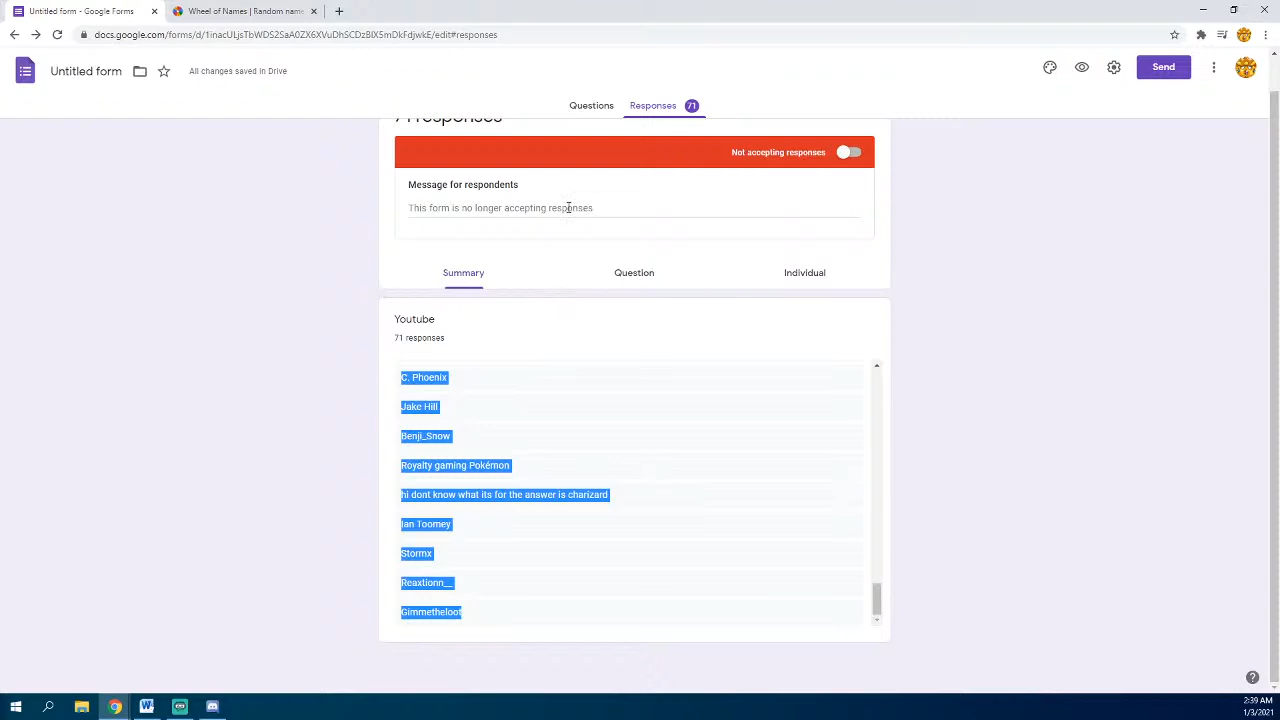 Untitled form - Google Forms
Wheel of Names | Random name
docs.google.com/forms/d/1inacULjsTbWDS2SaA0ZX6XVuDhSCDzBlX5mDkFdjwkE/edit#responses
Untitled form
All changes saved in Drive
Send
Questions
Responses 71
71 responses
Not accepting responses
Message for respondents
This form is no longer accepting responses
Summary
Question
Individual
Youtube
71 responses
C. Phoenix
Jake Hill
Benji_Snow
Royalty gaming Pokémon
hi dont know what its for the answer is charizard
Ian Toomey
Stormx
Reaxtionn__
Gimmetheloot
2:39 AM
1/3/2021